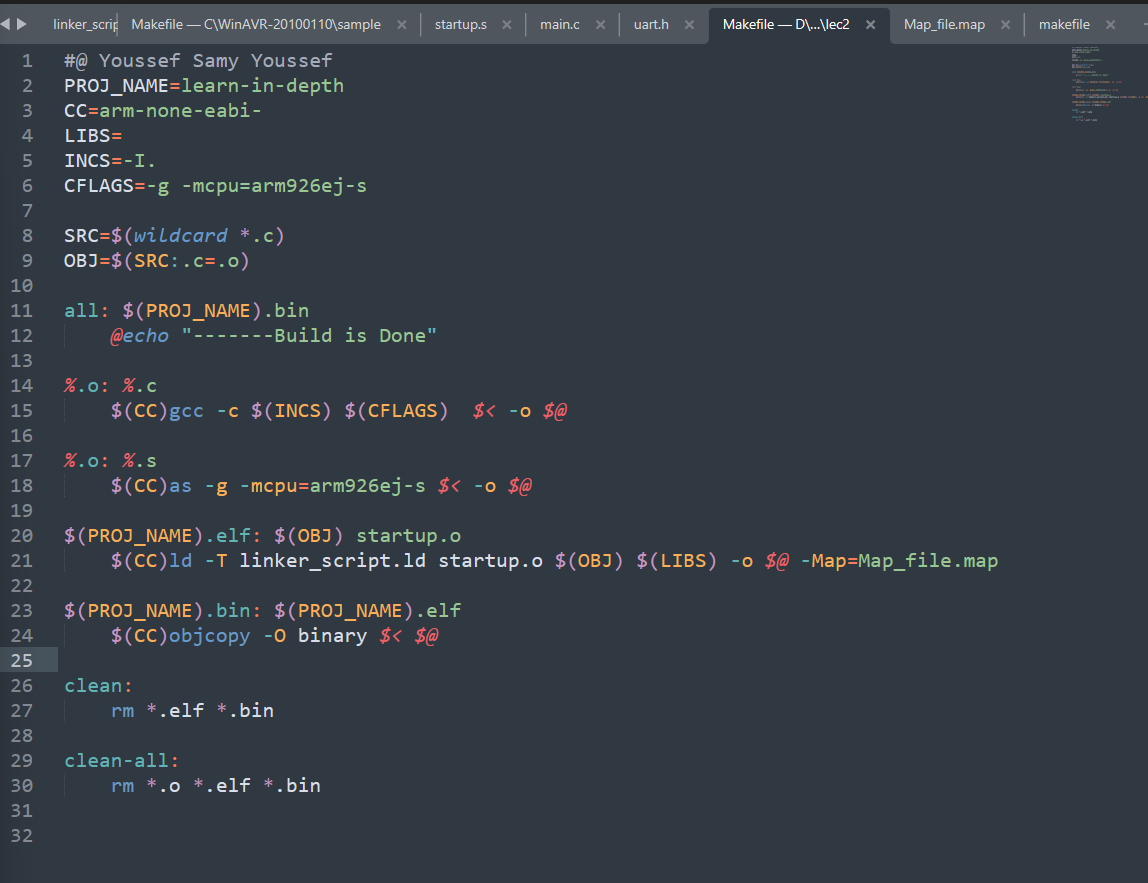 linker_scrip Makefile — C\WinAVR-20100110\sample × startup.s × main.c × uart.h × Makefile — D\...\lec2 × Map_file.map × makefile ×
1 #@ Youssef Samy Youssef
2 PROJ_NAME=learn-in-depth
3 CC=arm-none-eabi-
4 LIBS=
5 INCS=-I.
6 CFLAGS=-g -mcpu=arm926ej-s
7
8 SRC=$(wildcard *.c)
9 OBJ=$(SRC:.c=.o)
10
11 all: $(PROJ_NAME).bin
12 @echo "-------Build is Done"
13
14 %.o: %.c
15 $(CC)gcc -c $(INCS) $(CFLAGS)  $< -o $@
16
17 %.o: %.s
18 $(CC)as -g -mcpu=arm926ej-s $< -o $@
19
20 $(PROJ_NAME).elf: $(OBJ) startup.o
21 $(CC)ld -T linker_script.ld startup.o $(OBJ) $(LIBS) -o $@ -Map=Map_file.map
22
23 $(PROJ_NAME).bin: $(PROJ_NAME).elf
24 $(CC)objcopy -O binary $< $@
25
26 clean:
27 rm *.elf *.bin
28
29 clean-all:
30 rm *.o *.elf *.bin
31
32